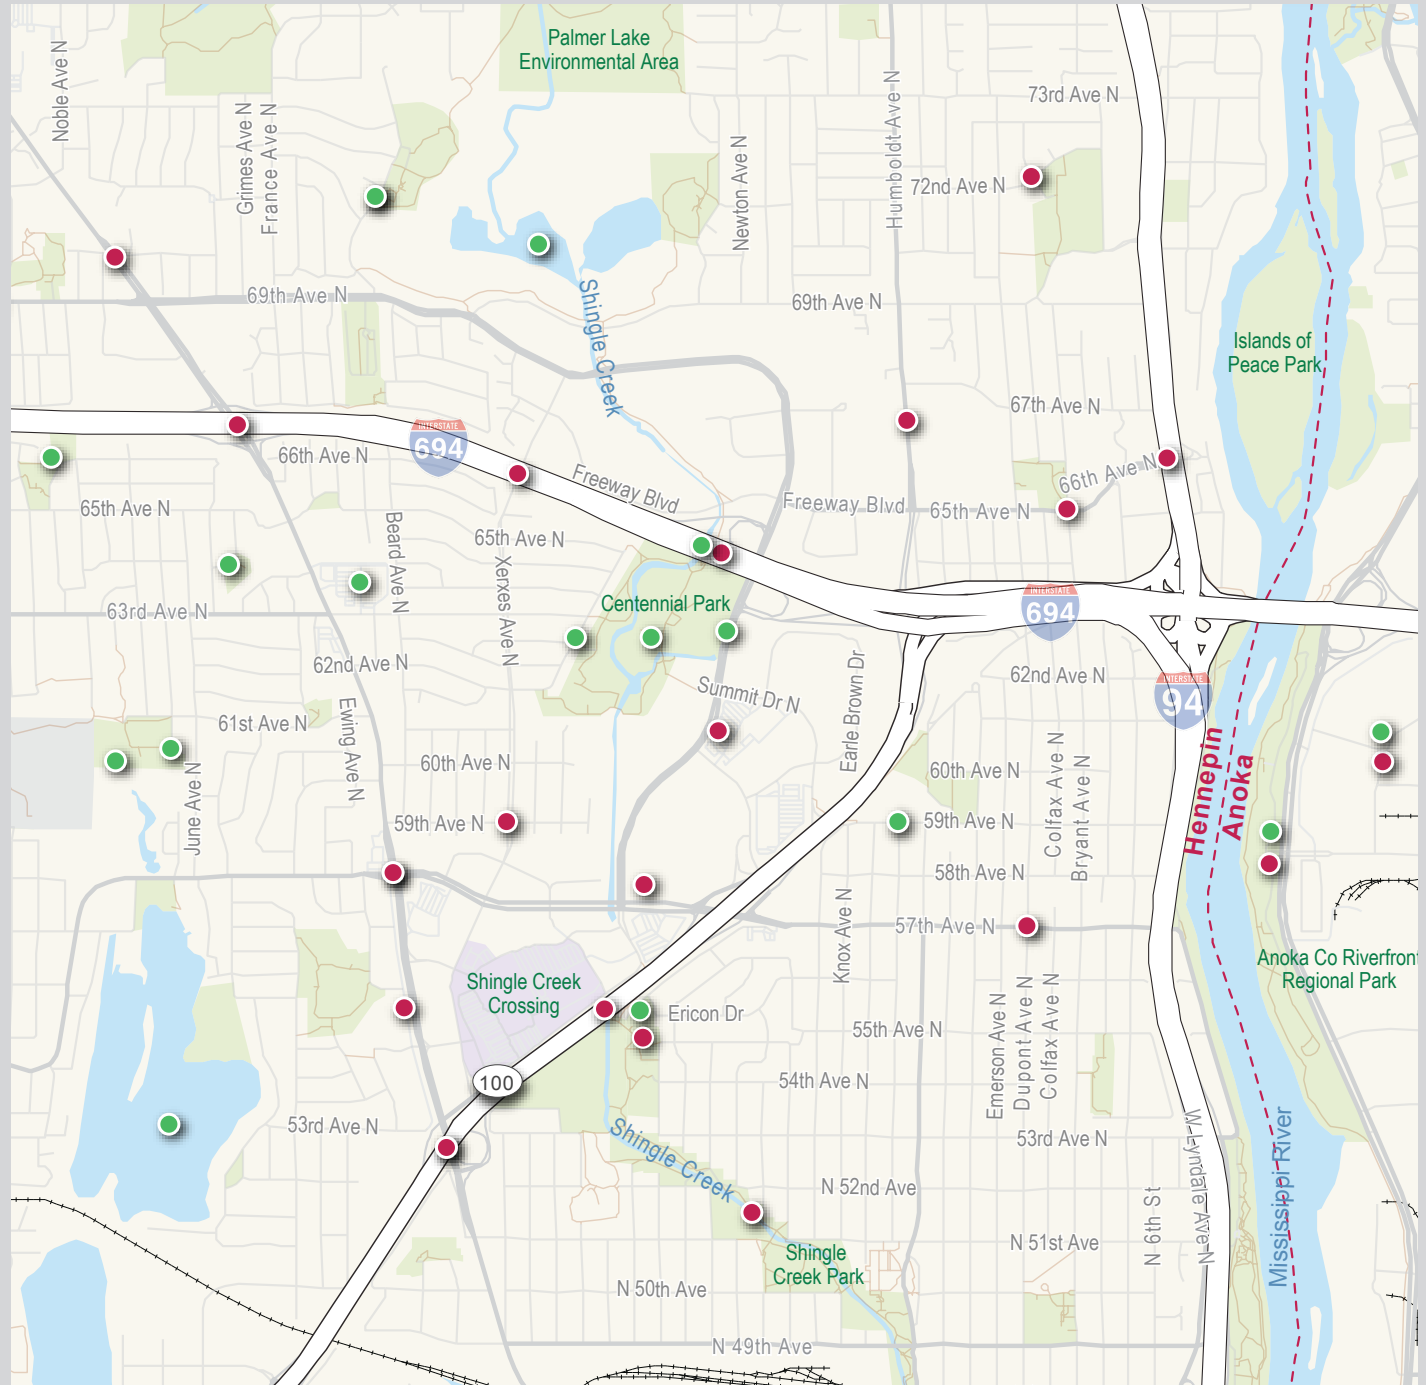 Palmer Lake
Environmental Area
Noble Ave N
73rd Ave N
Grimes Ave N
France Ave N
Humboldt Ave N
Newton Ave N
72nd Ave N
69th Ave N
69th Ave N
Shingle Creek
Islands of
Peace Park
67th Ave N
INTERSTATE
694
66th Ave N
66th Ave N
Freeway Blvd
Freeway Blvd
65th Ave N
65th Ave N
65th Ave N
Beard Ave N
Xerxes Ave N
63rd Ave N
Centennial Park
INTERSTATE
694
62nd Ave N
62nd Ave N
Earle Brown Dr
Summit Dr N
INTERSTATE
94
61st Ave N
Ewing Ave N
60th Ave N
60th Ave N
Colfax Ave N
Bryant Ave N
Hennepin
Anoka
June Ave N
59th Ave N
59th Ave N
58th Ave N
57th Ave N
Knox Ave N
Shingle Creek
Crossing
Anoka Co Riverfront
Regional Park
Ericon Dr
55th Ave N
Emerson Ave N
Dupont Ave N
Colfax Ave N
100
54th Ave N
53rd Ave N
53rd Ave N
Shingle Creek
W Lyndale Ave N
Mississippi River
N 52nd Ave
N 6th St
N 51st Ave
Shingle
Creek Park
N 50th Ave
N 49th Ave